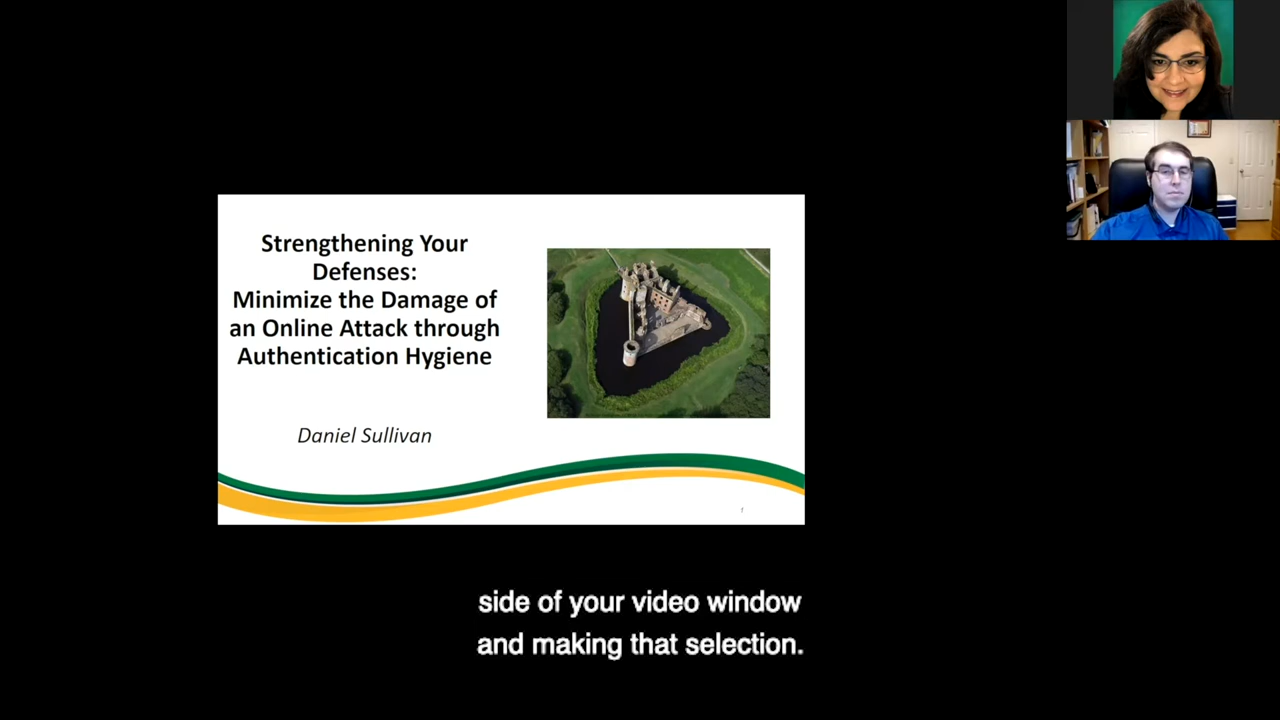 Strengthening Your
Defenses:
Minimize the Damage of
an Online Attack through
Authentication Hygiene
Daniel Sullivan
side of your video window
and making that selection.